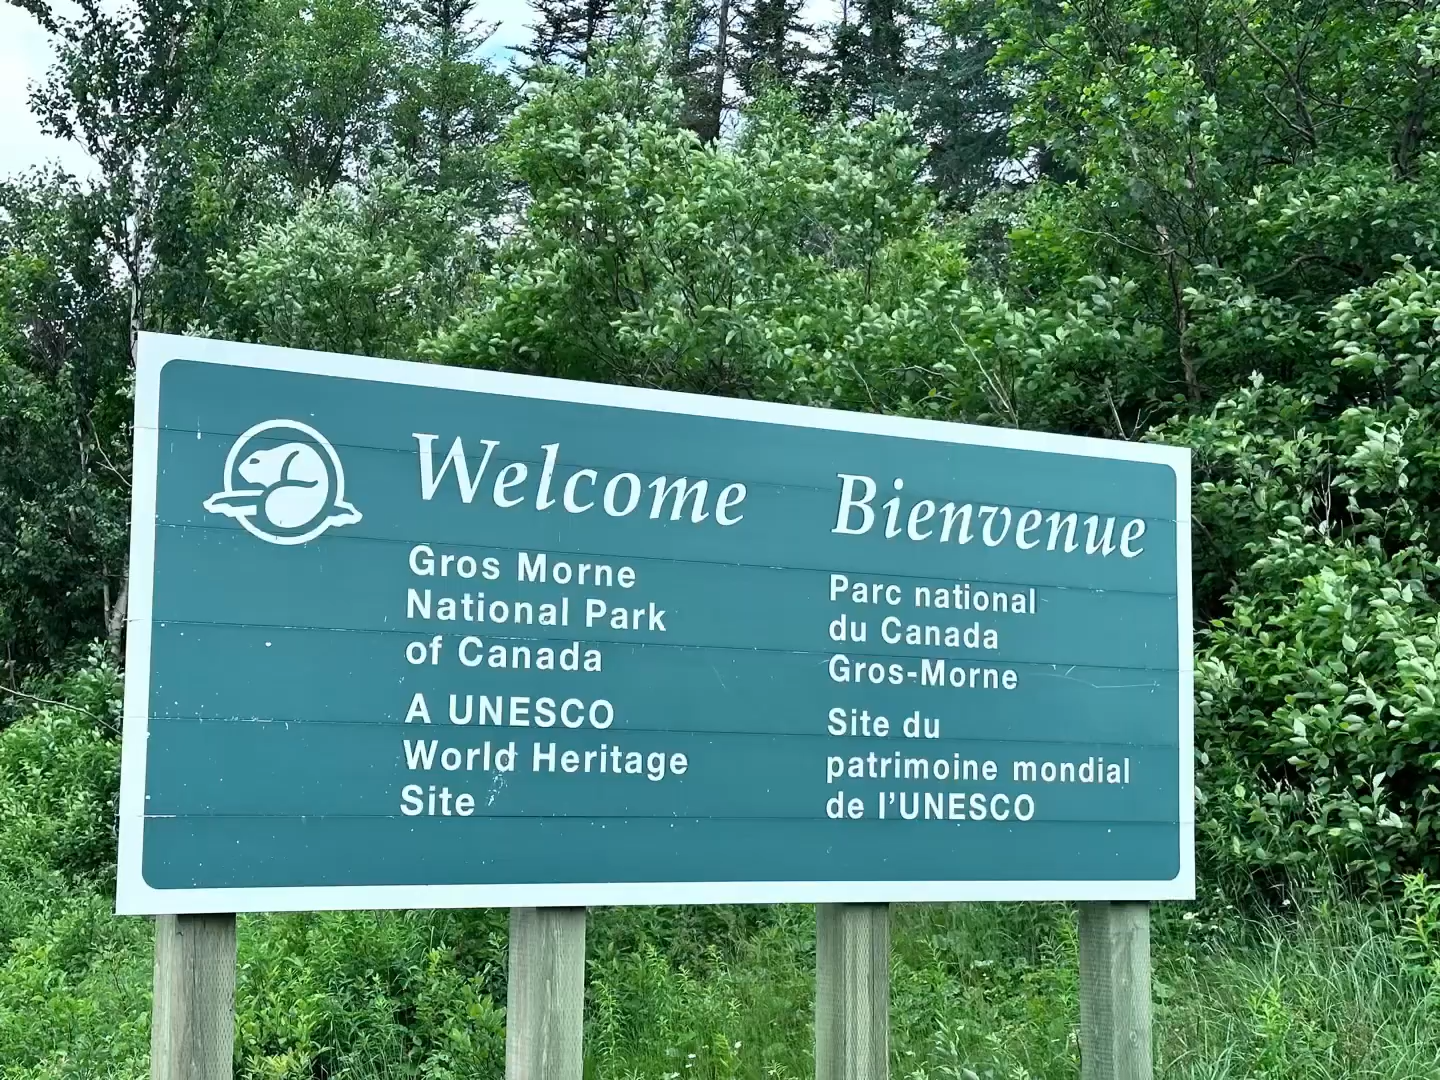 Welcome
Gros Morne
National Park
of Canada
A UNESCO
World Heritage
Site
Bienvenue
Parc national
du Canada
Gros-Morne
Site du
patrimoine mondial
de l'UNESCO